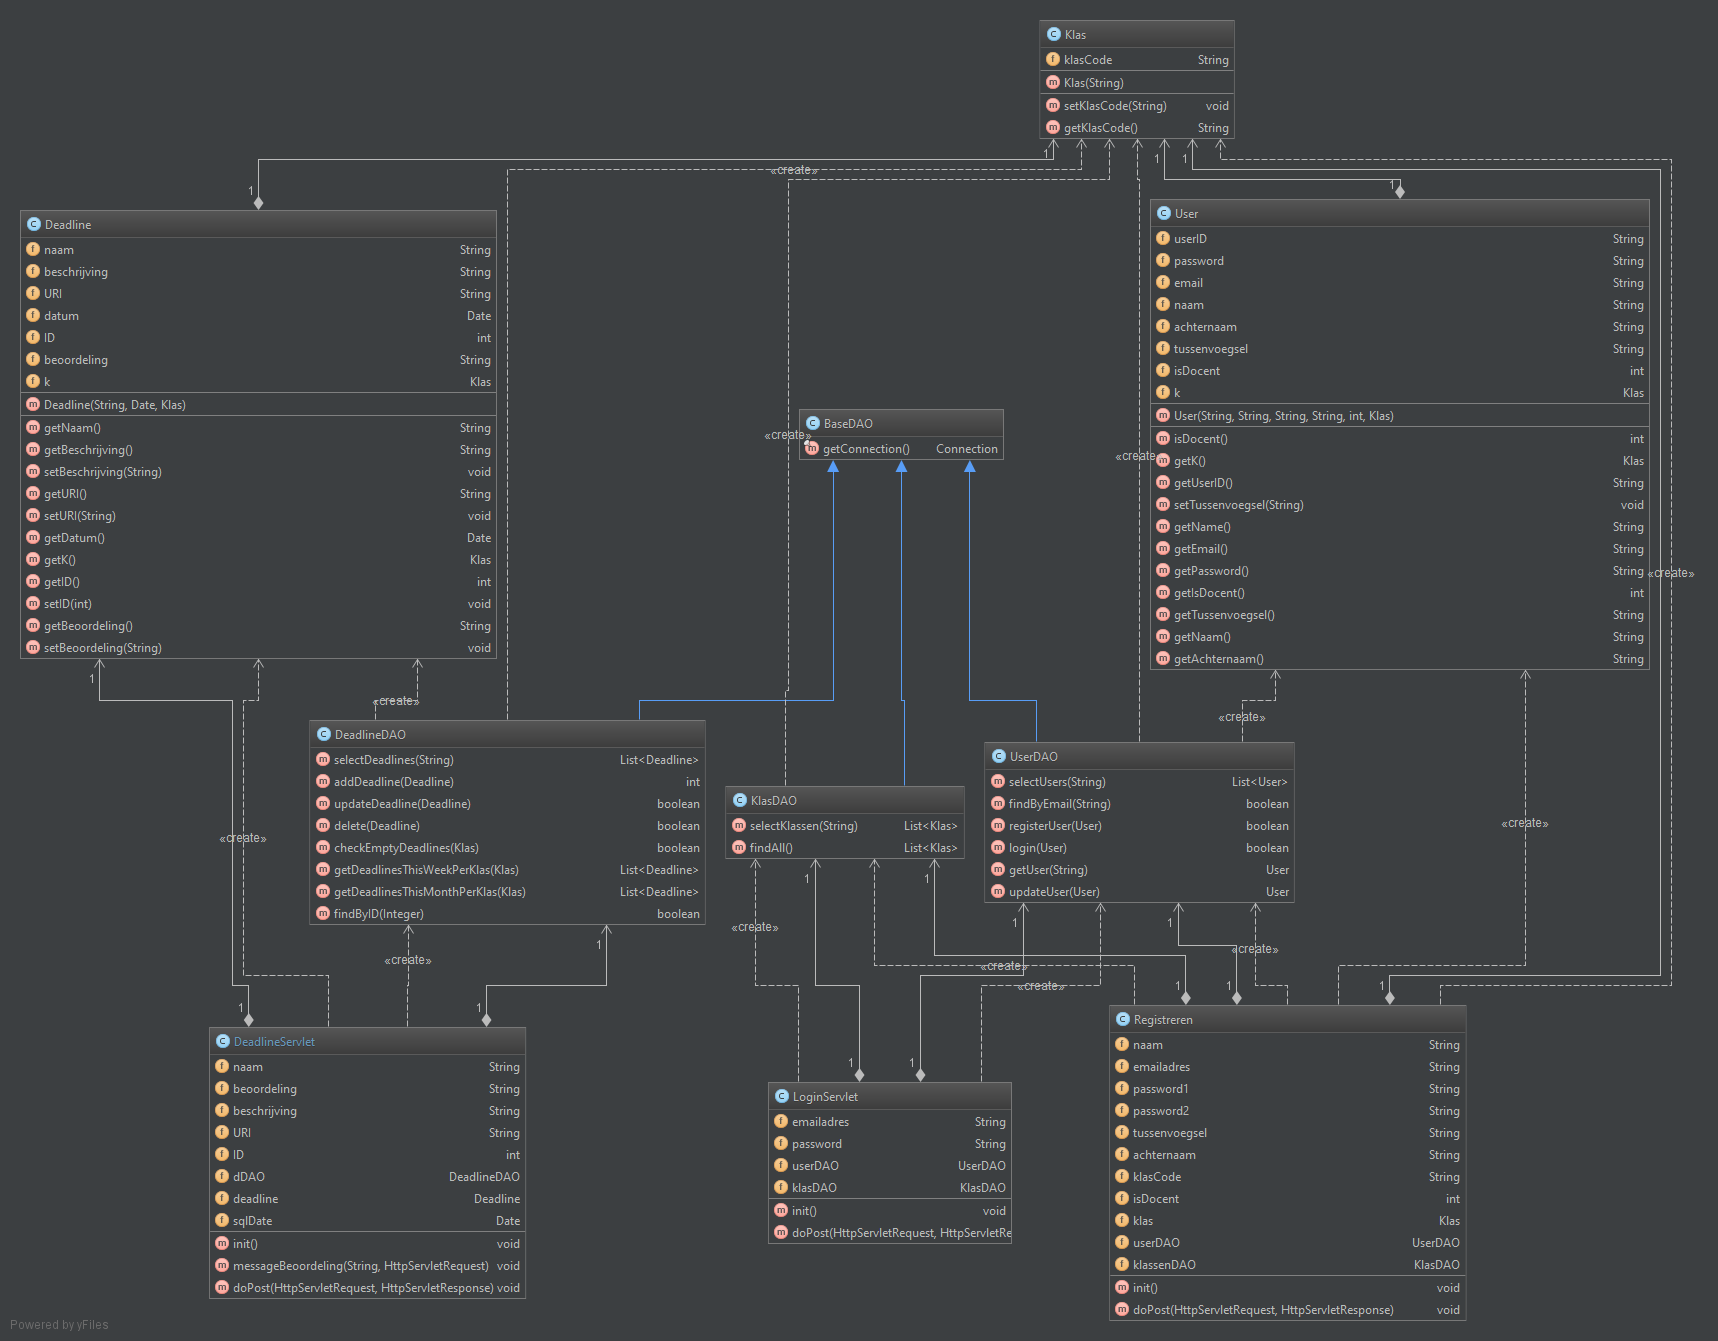 Klas
klasCode String
Klas(String)
setKlasCode(String) void
getKlasCode() String
1
1
1
«create»
1
1
Deadline
naam String
beschrijving String
URI String
datum Date
ID int
beoordeling String
k Klas
Deadline(String, Date, Klas)
getNaam() String
getBeschrijving() String
setBeschrijving(String) void
getURI() String
setURI(String) void
getDatum() Date
getK() Klas
getID() int
setID(int) void
getBeoordeling() String
setBeoordeling(String) void
User
userID String
password String
email String
naam String
achternaam String
tussenvoegsel String
isDocent int
k Klas
User(String, String, String, String, int, Klas)
isDocent() int
getK() Klas
getUserID() String
setTussenvoegsel(String) void
getName() String
getEmail() String
getPassword() String
getIsDocent() int
getTussenvoegsel() String
getNaam() String
getAchternaam() String
BaseDAO
getConnection() Connection
«create»
«create»
«create»
1
«create»
«create»
DeadlineDAO
selectDeadlines(String) List<Deadline>
addDeadline(Deadline) int
updateDeadline(Deadline) boolean
delete(Deadline) boolean
checkEmptyDeadlines(Klas) boolean
getDeadlinesThisWeekPerKlas(Klas) List<Deadline>
getDeadlinesThisMonthPerKlas(Klas) List<Deadline>
findByID(Integer) boolean
KlasDAO
selectKlassen(String) List<Klas>
findAll() List<Klas>
UserDAO
selectUsers(String) List<User>
findByEmail(String) boolean
registerUser(User) boolean
login(User) boolean
getUser(String) User
updateUser(User) User
«create»
«create»
1
1
«create»
1
1
1
«create»
«create»
«create»
«create»
1
1
1
1
1
1
1
DeadlineServlet
naam String
beoordeling String
beschrijving String
URI String
ID int
dDAO DeadlineDAO
deadline Deadline
sqlDate Date
init() void
messageBeoordeling(String, HttpServletRequest) void
doPost(HttpServletRequest, HttpServletResponse) void
LoginServlet
emailadres String
password String
userDAO UserDAO
klasDAO KlasDAO
init() void
doPost(HttpServletRequest, HttpServletRe
Registreren
naam String
emailadres String
password1 String
password2 String
tussenvoegsel String
achternaam String
klasCode String
isDocent int
klas Klas
userDAO UserDAO
klassenDAO KlasDAO
init() void
doPost(HttpServletRequest, HttpServletResponse) void
Powered by yFiles